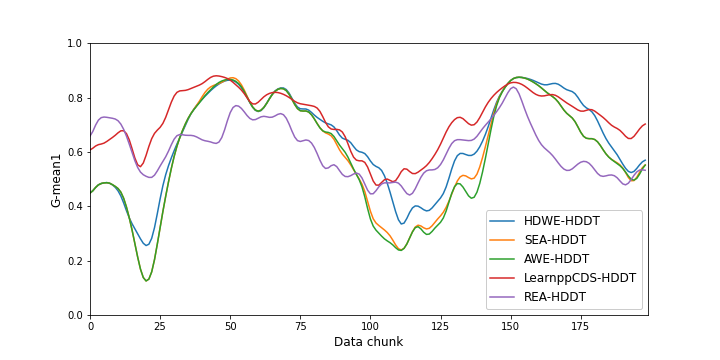 1.0
0.8
0.6
0.4
0.2
0.0
G-mean1
0
25
50
75
100
125
150
175
Data chunk
HDWE-HDDT
SEA-HDDT
AWE-HDDT
LearnppCDS-HDDT
REA-HDDT